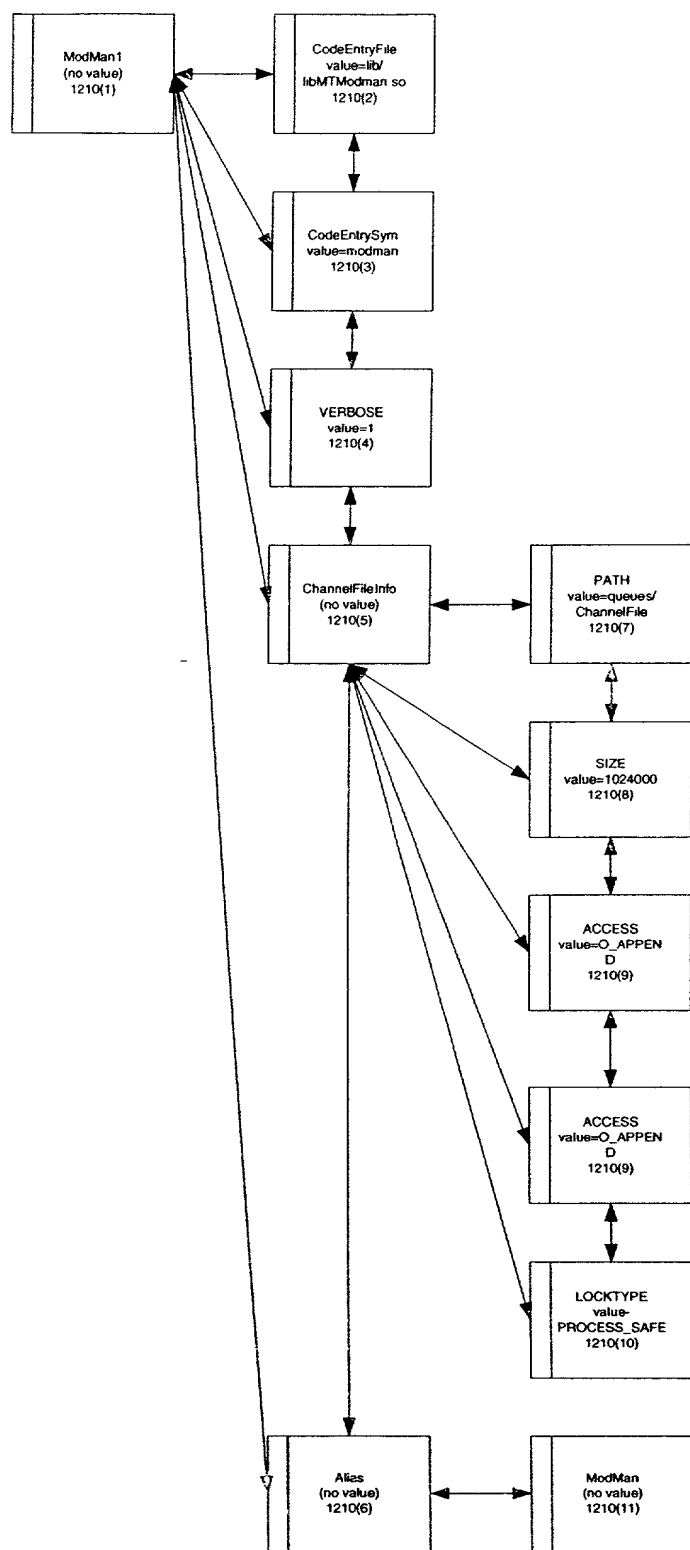 ModMan1
(no value)
1210(1)
CodeEntryFile
value=lib/
libMTModman so
1210(2)
CodeEntrySym
value=modman
1210(3)
VERBOSE
value=1
1210(4)
ChannelFileInfo
(no value)
1210(5)
PATH
value=queues/
ChannelFile
1210(7)
SIZE
value=1024000
1210(8)
ACCESS
value=O_APPEN
D
1210(9)
ACCESS
value=O_APPEN
D
1210(9)
LOCKTYPE
value-
PROCESS_SAFE
1210(10)
Alias
(no value)
1210(6)
ModMan
(no value)
1210(11)